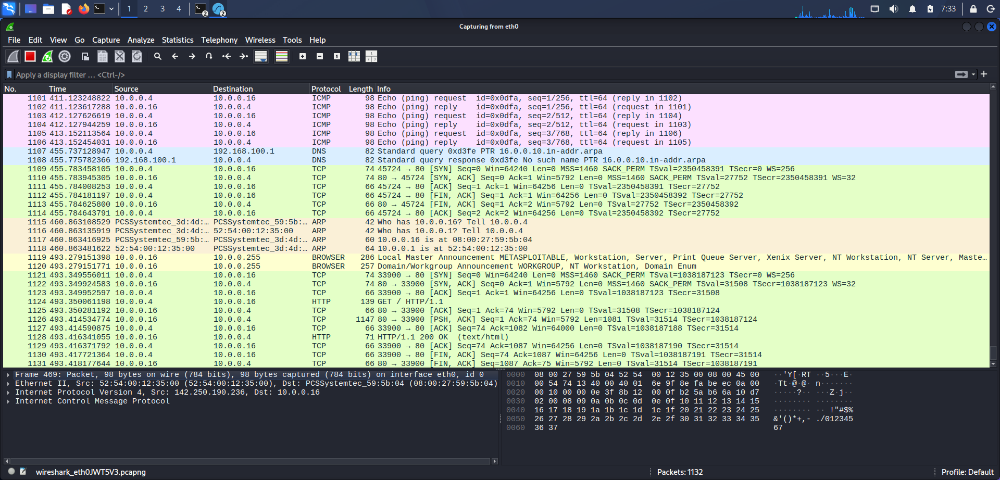 1 2 3 4 2 2 7:33
Capturing from eth0
File Edit View Go Capture Analyze Statistics Telephony Wireless Tools Help
Apply a display filter … <Ctrl-/>
No. Time Source Destination Protocol Length Info
1101 411.123248822 10.0.0.4 10.0.0.16 ICMP 98 Echo (ping) request id=0x0dfa, seq=1/256, ttl=64 (reply in 1102)
1102 411.123617288 10.0.0.16 10.0.0.4 ICMP 98 Echo (ping) reply id=0x0dfa, seq=1/256, ttl=64 (request in 1101)
1103 412.127626619 10.0.0.4 10.0.0.16 ICMP 98 Echo (ping) request id=0x0dfa, seq=2/512, ttl=64 (reply in 1104)
1104 412.127944259 10.0.0.16 10.0.0.4 ICMP 98 Echo (ping) reply id=0x0dfa, seq=2/512, ttl=64 (request in 1103)
1105 413.152113564 10.0.0.4 10.0.0.16 ICMP 98 Echo (ping) request id=0x0dfa, seq=3/768, ttl=64 (reply in 1106)
1106 413.152454031 10.0.0.16 10.0.0.4 ICMP 98 Echo (ping) reply id=0x0dfa, seq=3/768, ttl=64 (request in 1105)
1107 455.737128947 10.0.0.4 192.168.100.1 DNS 82 Standard query 0xd3fe PTR 16.0.0.10.in-addr.arpa
1108 455.775782366 192.168.100.1 10.0.0.4 DNS 82 Standard query response 0xd3fe No such name PTR 16.0.0.10.in-addr.arpa
1109 455.783458105 10.0.0.4 10.0.0.16 TCP 74 45724 → 80 [SYN] Seq=0 Win=64240 Len=0 MSS=1460 SACK_PERM TSval=2350458391 TSecr=0 WS=256
1110 455.783945305 10.0.0.16 10.0.0.4 TCP 74 80 → 45724 [SYN, ACK] Seq=0 Ack=1 Win=5792 Len=0 MSS=1460 SACK_PERM TSval=27752 TSecr=2350458391 WS=32
1111 455.784008253 10.0.0.4 10.0.0.16 TCP 66 45724 → 80 [ACK] Seq=1 Ack=1 Win=64256 Len=0 TSval=2350458391 TSecr=27752
1112 455.784181197 10.0.0.4 10.0.0.16 TCP 66 45724 → 80 [FIN, ACK] Seq=1 Ack=1 Win=64256 Len=0 TSval=2350458392 TSecr=27752
1113 455.784625800 10.0.0.16 10.0.0.4 TCP 66 80 → 45724 [FIN, ACK] Seq=1 Ack=2 Win=5792 Len=0 TSval=27752 TSecr=2350458392
1114 455.784643791 10.0.0.4 10.0.0.16 TCP 66 45724 → 80 [ACK] Seq=2 Ack=2 Win=64256 Len=0 TSval=2350458392 TSecr=27752
1115 460.863108529 PCSSystemtec_3d:4d:… PCSSystemtec_59:5b:… ARP 42 Who has 10.0.0.16? Tell 10.0.0.4
1116 460.863135919 PCSSystemtec_3d:4d:… 52:54:00:12:35:00 ARP 42 Who has 10.0.0.1? Tell 10.0.0.4
1117 460.863416925 PCSSystemtec_59:5b:… PCSSystemtec_3d:4d:… ARP 60 10.0.0.16 is at 08:00:27:59:5b:04
1118 460.863481622 52:54:00:12:35:00 PCSSystemtec_3d:4d:… ARP 64 10.0.0.1 is at 52:54:00:12:35:00
1119 493.279151398 10.0.0.16 10.0.0.255 BROWSER 286 Local Master Announcement METASPLOITABLE, Workstation, Server, Print Queue Server, Xenix Server, NT Workstation, NT Server, Maste…
1120 493.279151771 10.0.0.16 10.0.0.255 BROWSER 257 Domain/Workgroup Announcement WORKGROUP, NT Workstation, Domain Enum
1121 493.349556011 10.0.0.4 10.0.0.16 TCP 74 33900 → 80 [SYN] Seq=0 Win=64240 Len=0 MSS=1460 SACK_PERM TSval=1038187123 TSecr=0 WS=256
1122 493.349924583 10.0.0.16 10.0.0.4 TCP 74 80 → 33900 [SYN, ACK] Seq=0 Ack=1 Win=5792 Len=0 MSS=1460 SACK_PERM TSval=31508 TSecr=1038187123 WS=32
1123 493.349952597 10.0.0.4 10.0.0.16 TCP 66 33900 → 80 [ACK] Seq=1 Ack=1 Win=64256 Len=0 TSval=1038187123 TSecr=31508
1124 493.350061198 10.0.0.4 10.0.0.16 HTTP 139 GET / HTTP/1.1
1125 493.350281192 10.0.0.16 10.0.0.4 TCP 66 80 → 33900 [ACK] Seq=1 Ack=74 Win=5792 Len=0 TSval=31508 TSecr=1038187124
1126 493.414534774 10.0.0.16 10.0.0.4 TCP 1147 80 → 33900 [PSH, ACK] Seq=1 Ack=74 Win=5792 Len=1081 TSval=31514 TSecr=1038187124
1127 493.414590875 10.0.0.4 10.0.0.16 TCP 66 33900 → 80 [ACK] Seq=74 Ack=1082 Win=64000 Len=0 TSval=1038187188 TSecr=31514
1128 493.416341055 10.0.0.16 10.0.0.4 HTTP 71 HTTP/1.1 200 OK (text/html)
1129 493.416371792 10.0.0.4 10.0.0.16 TCP 66 33900 → 80 [ACK] Seq=74 Ack=1087 Win=64256 Len=0 TSval=1038187190 TSecr=31514
1130 493.417721364 10.0.0.4 10.0.0.16 TCP 66 33900 → 80 [FIN, ACK] Seq=74 Ack=1087 Win=64256 Len=0 TSval=1038187191 TSecr=31514
1131 493.418177644 10.0.0.16 10.0.0.4 TCP 66 80 → 33900 [FIN, ACK] Seq=1087 Ack=75 Win=5792 Len=0 TSval=31514 TSecr=1038187191
Frame 469: Packet, 98 bytes on wire (784 bits), 98 bytes captured (784 bits) on interface eth0, id 0
Ethernet II, Src: 52:54:00:12:35:00 (52:54:00:12:35:00), Dst: PCSSystemtec_59:5b:04 (08:00:27:59:5b:04)
Internet Protocol Version 4, Src: 142.250.190.236, Dst: 10.0.0.16
Internet Control Message Protocol
0000 08 00 27 59 5b 04 52 54 00 12 35 00 08 00 45 00 ··'Y[·RT ··5···E·
0010 00 54 74 13 40 00 40 01 6e 9f 8e fa be ec 0a 00 ·Tt·@·@· n·······
0020 00 10 00 00 0e 3f 8b 12 00 0f b2 5a b6 6a 10 d7 ·····?·· ···Z·j··
0030 02 00 08 09 0a 0b 0c 0d 0e 0f 10 11 12 13 14 15 ········ ········
0040 16 17 18 19 1a 1b 1c 1d 1e 1f 20 21 22 23 24 25 ········ ·· !"#$%
0050 26 27 28 29 2a 2b 2c 2d 2e 2f 30 31 32 33 34 35 &'()*+,- ./012345
0060 36 37 67
wireshark_eth0JWT5V3.pcapng Packets: 1132 Profile: Default